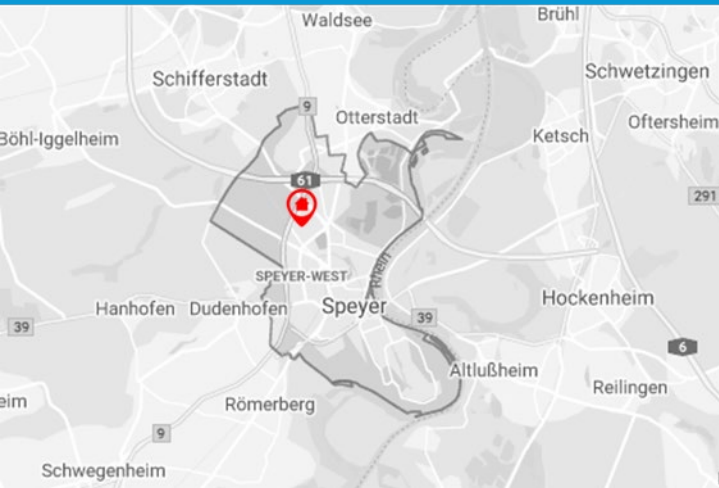 Waldsee
Brühl
Schifferstadt
Schwetzingen
9
Otterstadt
Oftersheim
Böhl-Iggelheim
Ketsch
61
291
SPEYER-WEST
Rhein
Hanhofen
Dudenhofen
Speyer
Hockenheim
39
39
6
Altlußheim
Reilingen
eim
Römerberg
9
Schwegenheim